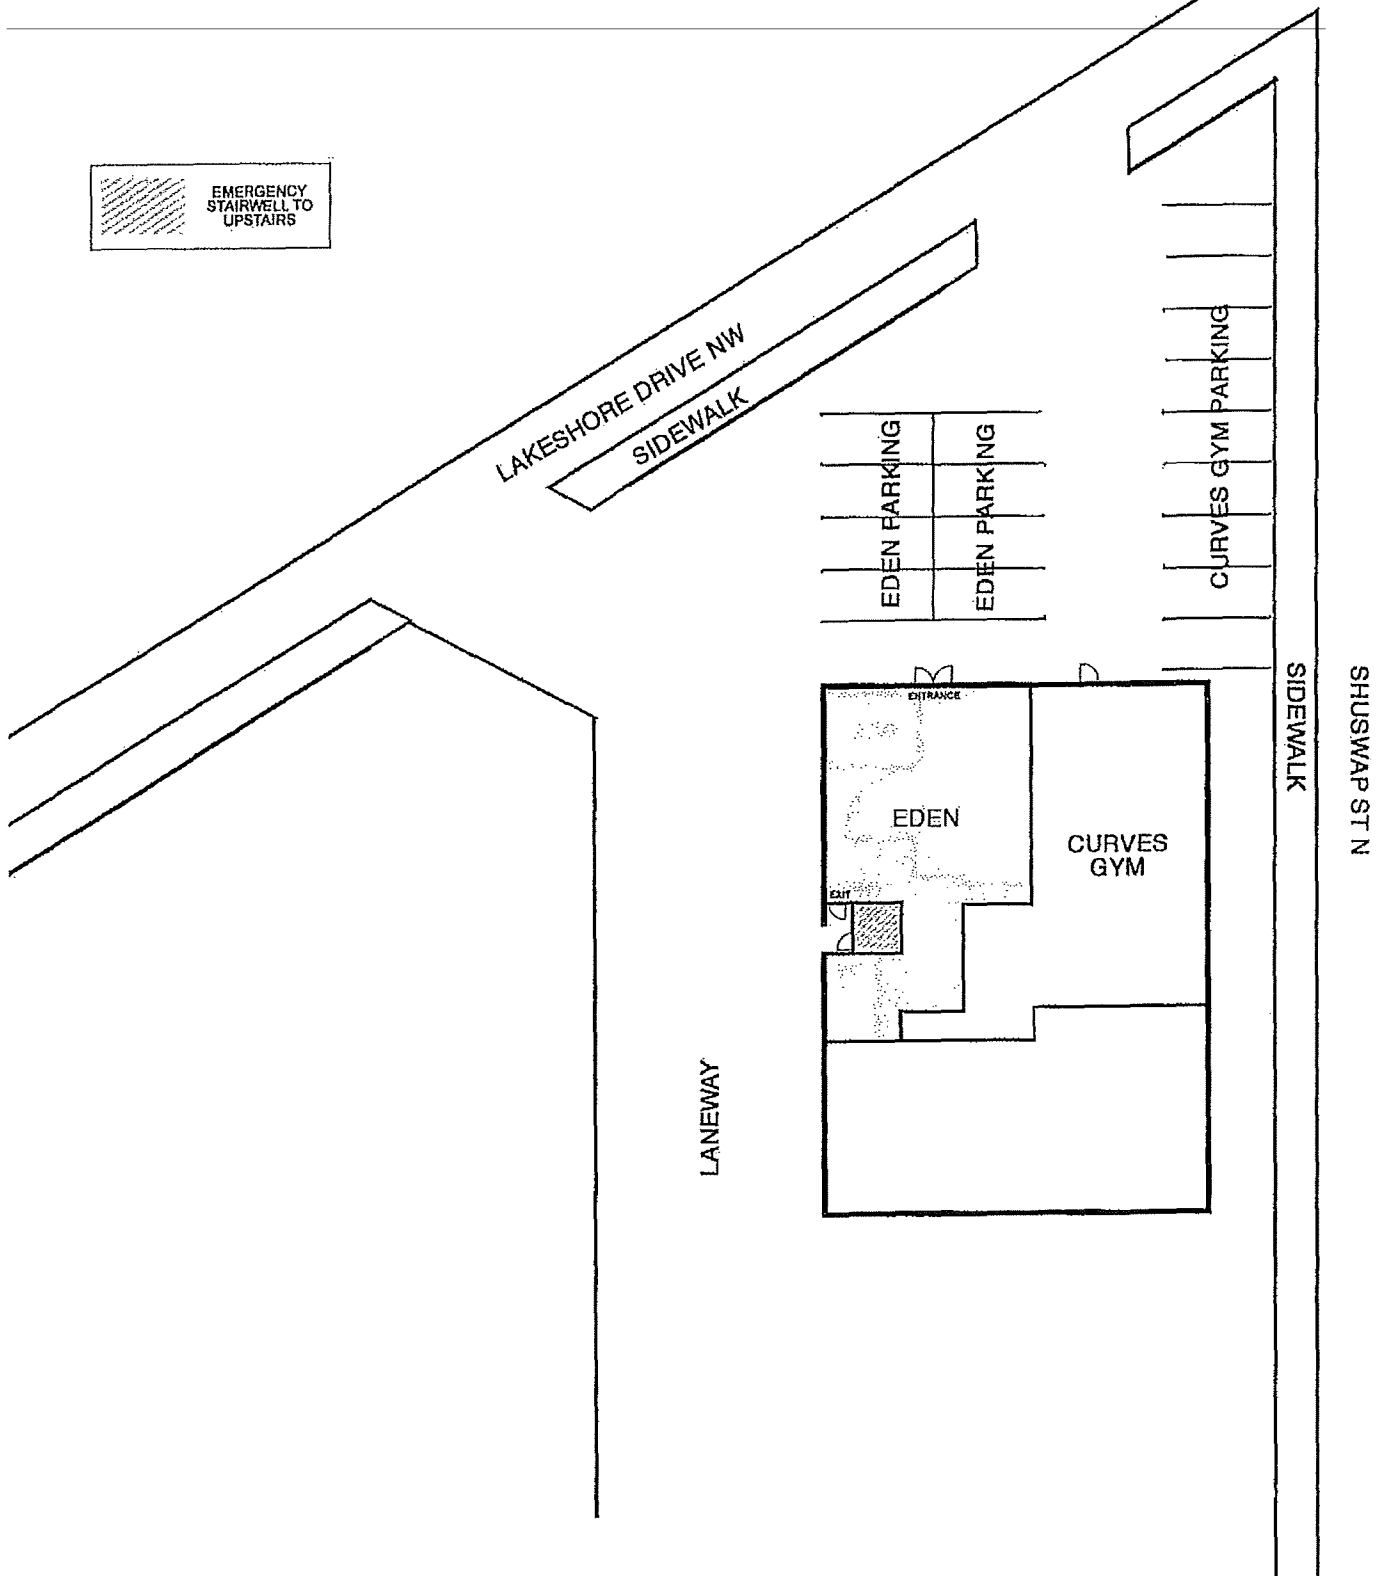 EMERGENCY
STAIRWELL TO
UPSTAIRS
LAKESHORE DRIVE NW
SIDEWALK
EDEN PARKING
EDEN PARKING
CURVES GYM PARKING
SIDEWALK
SHUSWAP ST N
ENTRANCE
EDEN
CURVES
GYM
EXIT
LANEWAY